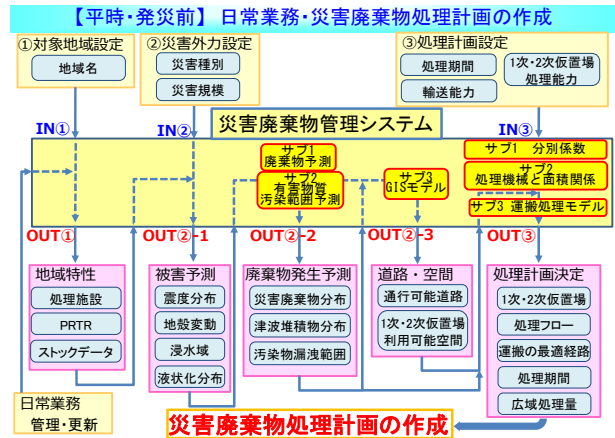 【平時・発災前】 日常業務・災害廃棄物処理計画の作成
①対象地域設定
地域名
②災害外力設定
災害種別
災害規模
③処理計画設定
処理期間
輸送能力
1次・2次仮置場
処理能力
IN①
IN②
IN③
災害廃棄物管理システム
サブ1
廃棄物予測
サブ2
有害物質
汚染範囲予測
サブ3
GISモデル
サブ1 分別係数
サブ2
処理機械と面積関係
サブ3 運搬処理モデル
OUT①
OUT②-1
OUT②-2
OUT②-3
OUT③
地域特性
処理施設
PRTR
ストックデータ
被害予測
震度分布
地殻変動
浸水域
液状化分布
廃棄物発生予測
災害廃棄物分布
津波堆積物分布
汚染物漏洩範囲
道路・空間
通行可能道路
1次・2次仮置場
利用可能空間
処理計画決定
1次・2次仮置場
処理フロー
運搬の最適経路
処理期間
広域処理量
日常業務
管理・更新
災害廃棄物処理計画の作成